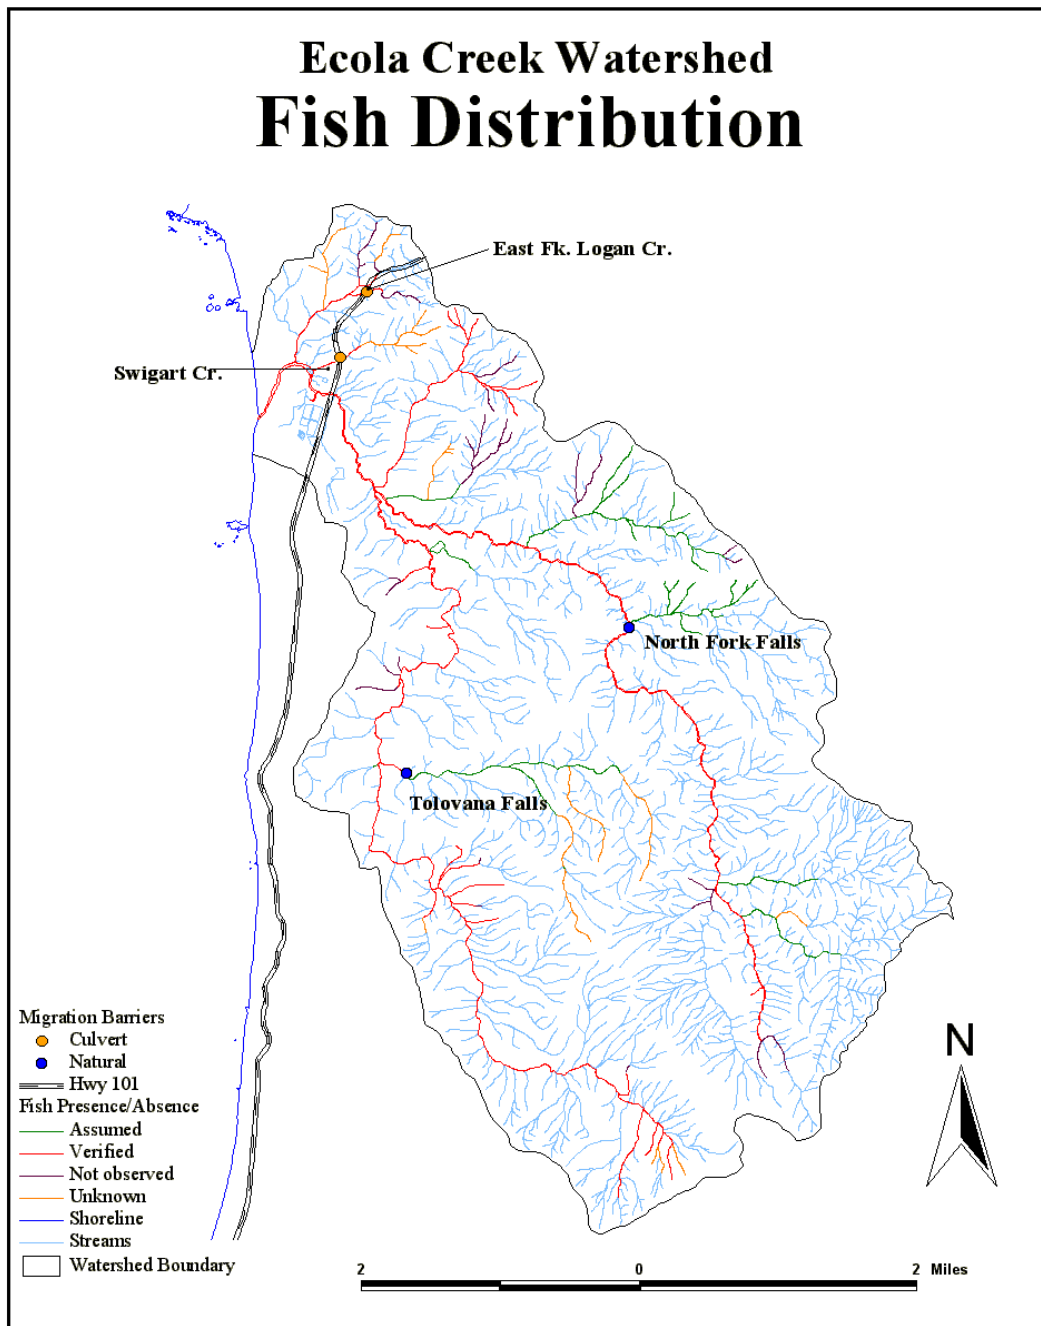 Ecola Creek Watershed
Fish Distribution
East Fk. Logan Cr.
Swigart Cr.
North Fork Falls
Tolovana Falls
Migration Barriers
Culvert
Natural
Hwy 101
Fish Presence/Absence
Assumed
Verified
Not observed
Unknown
Shoreline
Streams
Watershed Boundary
N
2 0 2 Miles